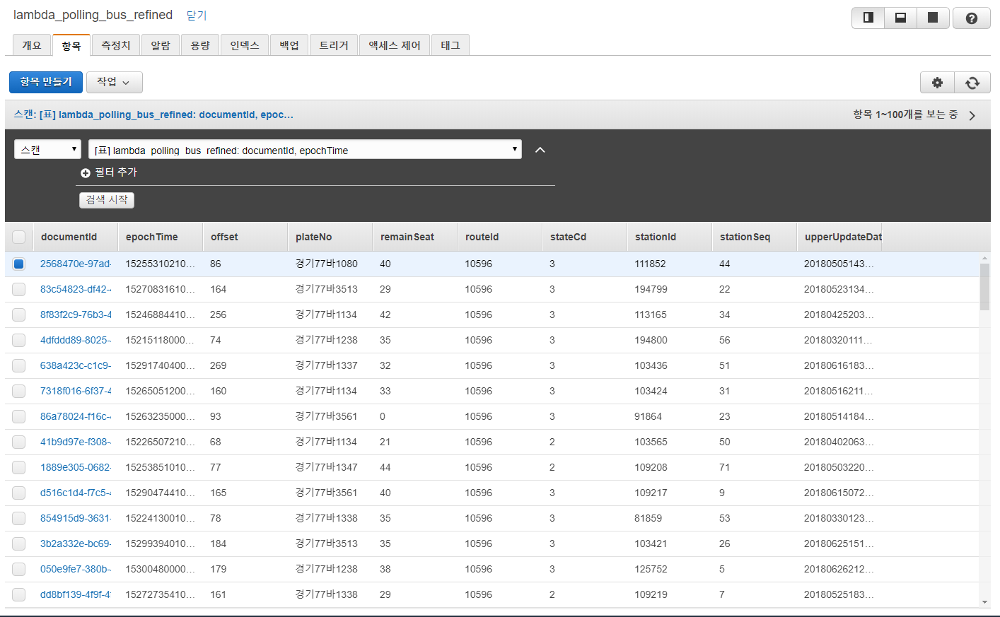 lambda_polling_bus_refined 닫기
개요 항목 측정치 알람 용량 인덱스 백업 트리거 액세스 제어 태그
항목 만들기 작업
스캔: [표] lambda_polling_bus_refined: documentId, epoc… 항목 1~100개를 보는 중
스캔 [표] lambda_polling_bus_refined: documentId, epochTime
필터 추가
검색 시작
documentId epochTime offset plateNo remainSeat routeId stateCd stationId stationSeq upperUpdateDat
2568470e-97ad- 15255310210… 86 경기77바1080 40 10596 3 111852 44 20180505143…
83c54823-df42-4 15270831610… 164 경기77바3513 29 10596 3 194799 22 20180523134…
8f83f2c9-76b3-4 15246884410… 256 경기77바1134 42 10596 3 113165 34 20180425203…
4dfddd89-8025- 15215118000… 74 경기77바1238 35 10596 3 194800 56 20180320111…
638a423c-c1c9- 15291740400… 269 경기77바1337 32 10596 3 103436 51 20180616183…
7318f016-6f37-4 15265051200… 160 경기77바1134 33 10596 3 103424 31 20180516211…
86a78024-f16c- 15263235000… 93 경기77바3561 0 10596 3 91864 23 20180514184…
41b9d97e-f308- 15226507210… 68 경기77바1134 21 10596 2 103565 50 20180402063…
1889e305-0682- 15253851010… 77 경기77바1347 44 10596 2 109208 71 20180503220…
d516c1d4-f7c5-4 15290474410… 165 경기77바3561 40 10596 3 109217 9 20180615072…
854915d9-3631- 15224130010… 78 경기77바1338 35 10596 3 81859 53 20180330123…
3b2a332e-bc69- 15299394010… 184 경기77바3513 35 10596 3 103421 26 20180625151…
050e9fe7-380b- 15300480000… 179 경기77바1238 38 10596 3 125752 5 20180626212…
dd8bf139-4f9f-4 15272735410… 161 경기77바1338 29 10596 2 109219 7 20180525183…